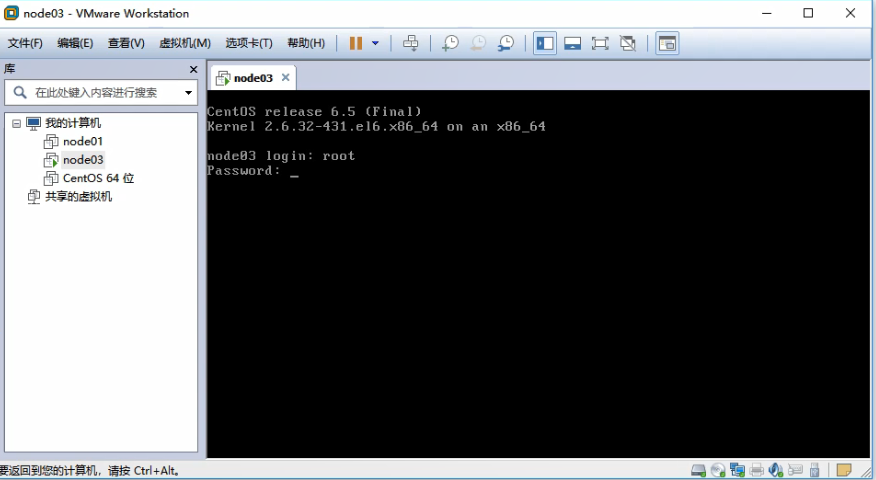 node03 - VMware Workstation
文件(F) 编辑(E) 查看(V) 虚拟机(M) 选项卡(T) 帮助(H)
库
在此处键入内容进行搜索
我的计算机
node01
node03
CentOS 64 位
共享的虚拟机
node03
CentOS release 6.5 (Final)
Kernel 2.6.32-431.el6.x86_64 on an x86_64
node03 login: root
Password: _
要返回到您的计算机，请按 Ctrl+Alt。